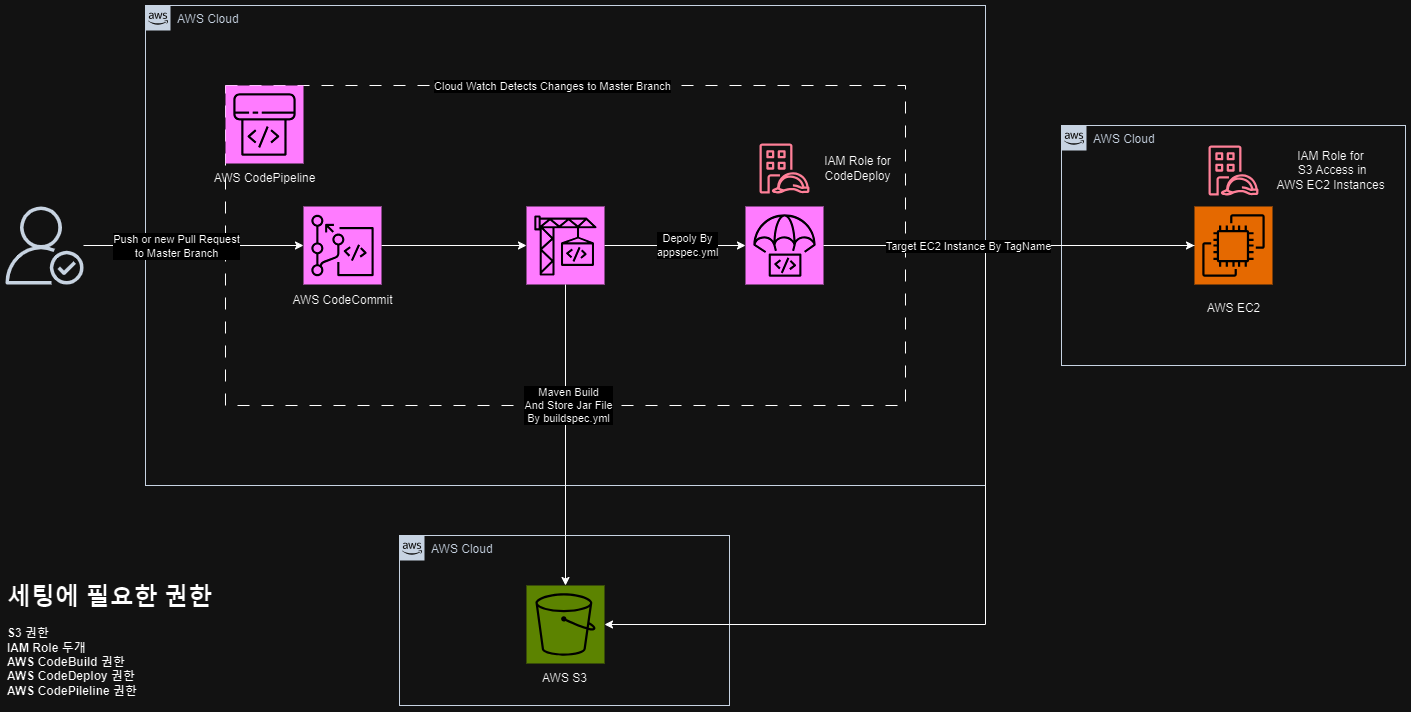 aws
AWS Cloud
Cloud Watch Detects Changes to Master Branch
AWS CodePipeline
IAM Role for
CodeDeploy
aws
AWS Cloud
IAM Role for
S3 Access in
AWS EC2 Instances
Push or new Pull Request
to Master Branch
AWS CodeCommit
Depoly By
appspec.yml
Target EC2 Instance By TagName
AWS EC2
Maven Build
And Store Jar File
By buildspec.yml
aws
AWS Cloud
AWS S3
세팅에 필요한 권한
S3 권한
IAM Role 두개
AWS CodeBuild 권한
AWS CodeDeploy 권한
AWS CodePileline 권한